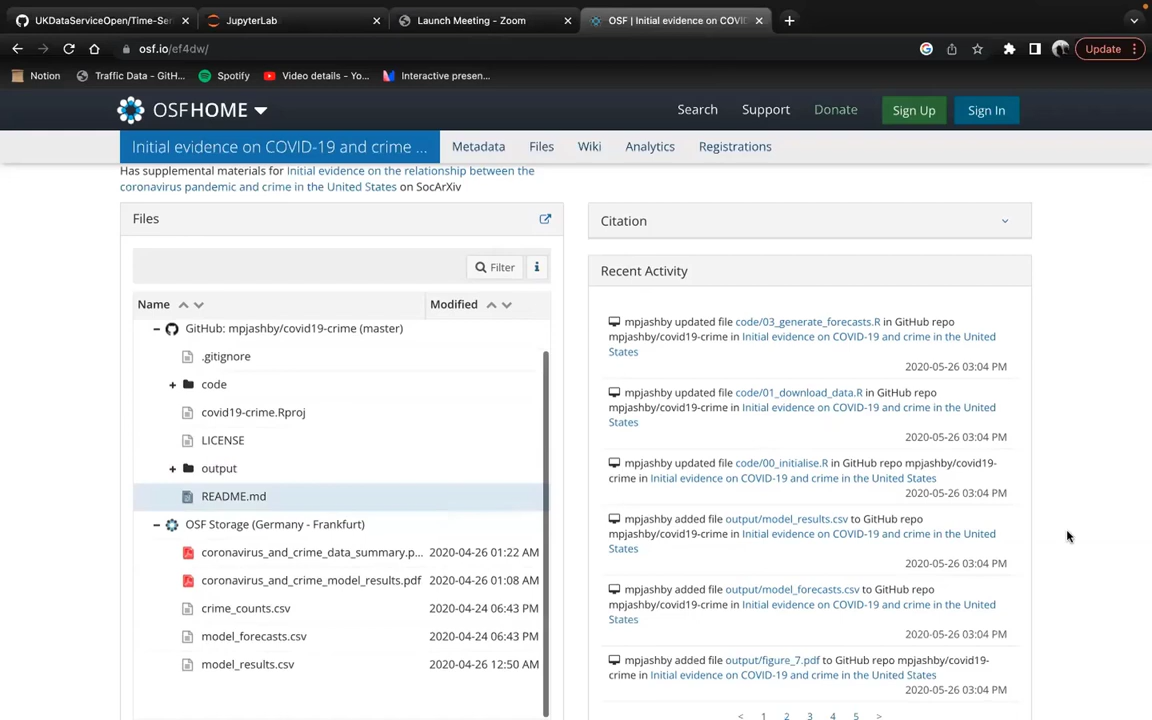 UKDataServiceOpen/Time-Ser
JupyterLab
Launch Meeting - Zoom
OSF | Initial evidence on COVID
osf.io/ef4dw/
Update
Notion
Traffic Data - GitH...
Spotify
Video details - Yo...
Interactive presen...
OSFHOME
Search
Support
Donate
Sign Up
Sign In
Initial evidence on COVID-19 and crime ...
Metadata
Files
Wiki
Analytics
Registrations
Has supplemental materials for Initial evidence on the relationship between the
coronavirus pandemic and crime in the United States on SocArXiv
Files
Filter
Name
Modified
GitHub: mpjashby/covid19-crime (master)
.gitignore
code
covid19-crime.Rproj
LICENSE
output
README.md
OSF Storage (Germany - Frankfurt)
coronavirus_and_crime_data_summary.p... 2020-04-26 01:22 AM
coronavirus_and_crime_model_results.pdf 2020-04-26 01:08 AM
crime_counts.csv 2020-04-24 06:43 PM
model_forecasts.csv 2020-04-24 06:43 PM
model_results.csv 2020-04-26 12:50 AM
Citation
Recent Activity
mpjashby updated file code/03_generate_forecasts.R in GitHub repo
mpjashby/covid19-crime in Initial evidence on COVID-19 and crime in the United
States
2020-05-26 03:04 PM
mpjashby updated file code/01_download_data.R in GitHub repo
mpjashby/covid19-crime in Initial evidence on COVID-19 and crime in the United
States
2020-05-26 03:04 PM
mpjashby updated file code/00_initialise.R in GitHub repo mpjashby/covid19-
crime in Initial evidence on COVID-19 and crime in the United States
2020-05-26 03:04 PM
mpjashby added file output/model_results.csv to GitHub repo
mpjashby/covid19-crime in Initial evidence on COVID-19 and crime in the United
States
2020-05-26 03:04 PM
mpjashby added file output/model_forecasts.csv to GitHub repo
mpjashby/covid19-crime in Initial evidence on COVID-19 and crime in the United
States
2020-05-26 03:04 PM
mpjashby added file output/figure_7.pdf to GitHub repo mpjashby/covid19-
crime in Initial evidence on COVID-19 and crime in the United States
2020-05-26 03:04 PM
< 1 2 3 4 5 >